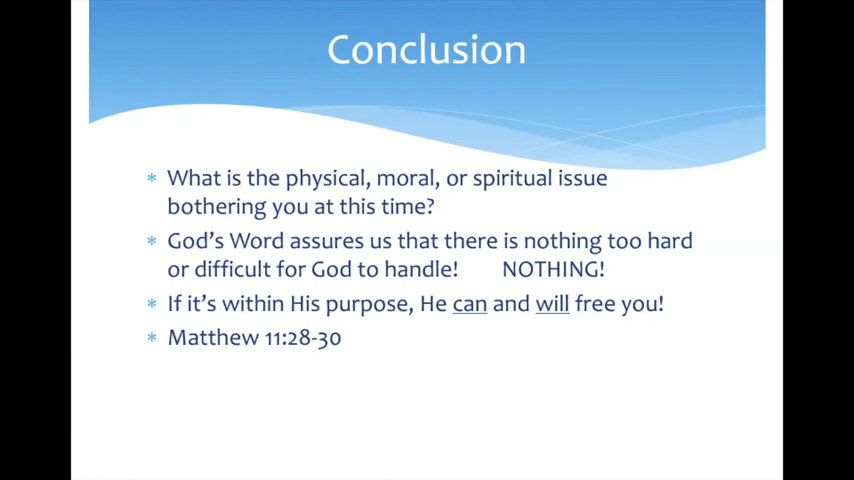 Conclusion
* What is the physical, moral, or spiritual issue
bothering you at this time?
* God's Word assures us that there is nothing too hard
or difficult for God to handle! NOTHING!
* If it's within His purpose, He can and will free you!
* Matthew 11:28-30